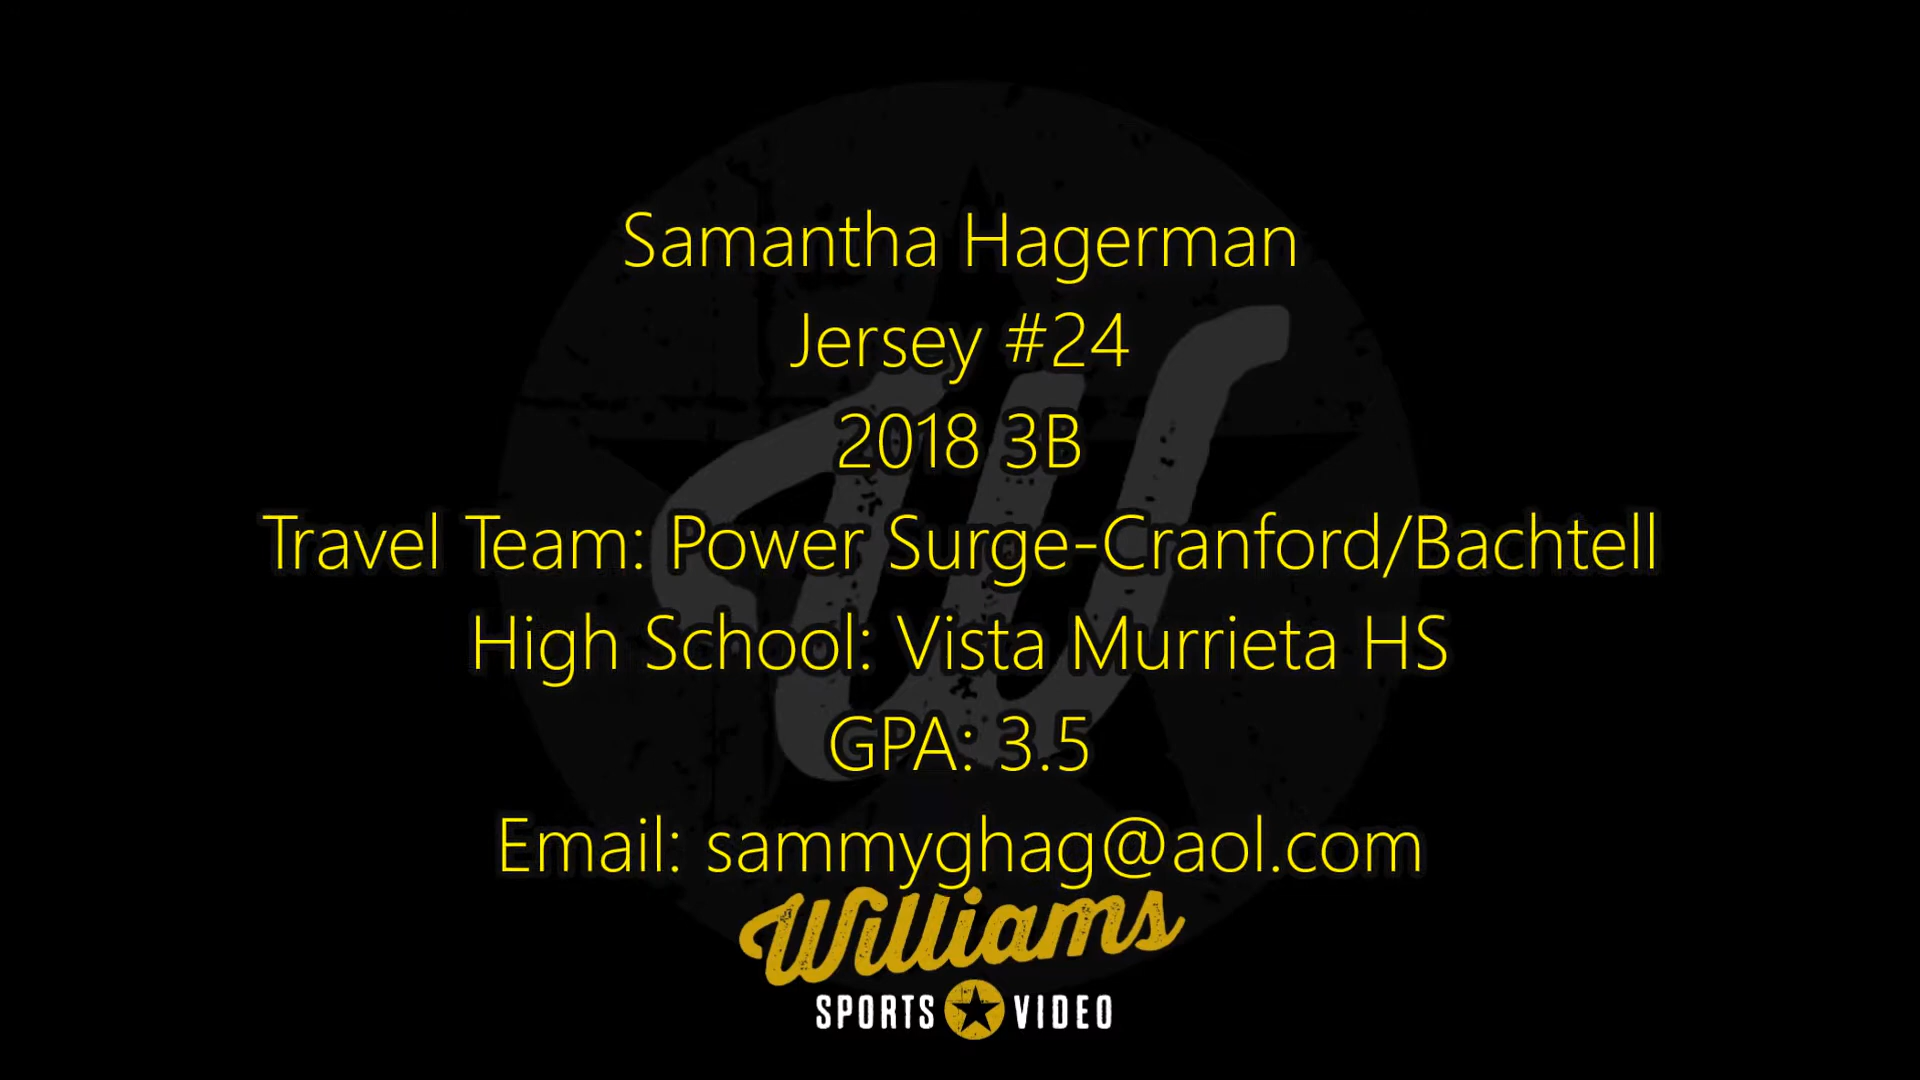 Samantha Hagerman
Jersey #24
2018 3B
Travel Team: Power Surge-Cranford/Bachtell
High School: Vista Murrieta HS
GPA: 3.5
Email: sammyghag@aol.com
Williams
SPORTS VIDEO